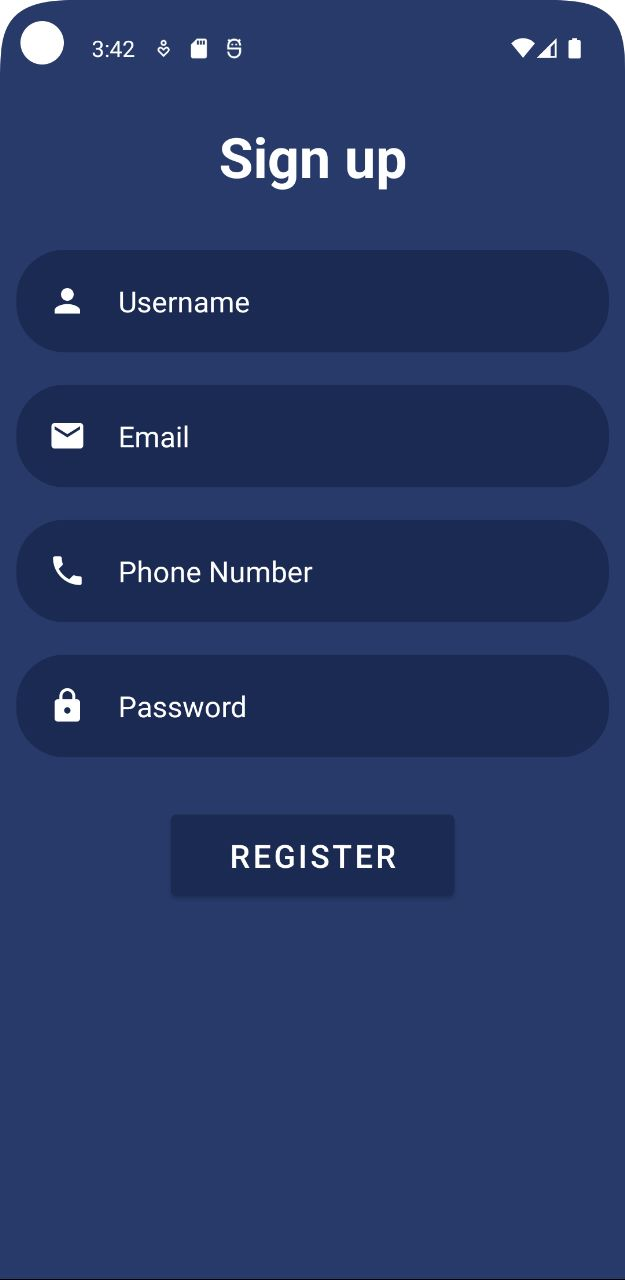 3:42
Sign up
Username
Email
Phone Number
Password
REGISTER